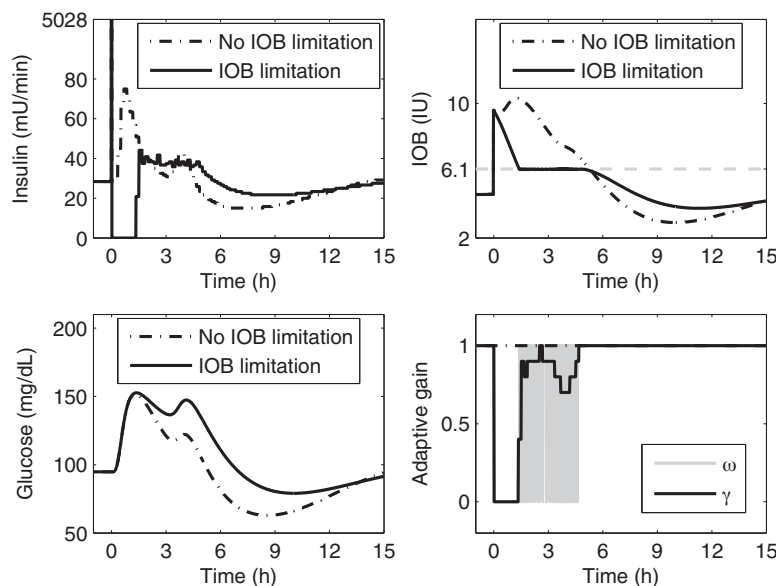 5028
80
60
40
20
0
Insulin (mU/min)
No IOB limitation
IOB limitation
0 3 6 9 12 15
Time (h)
10
6.1
2
IOB (IU)
No IOB limitation
IOB limitation
0 3 6 9 12 15
Time (h)
200
150
100
50
Glucose (mg/dL)
No IOB limitation
IOB limitation
0 3 6 9 12 15
Time (h)
1
0.5
0
Adaptive gain
ω
γ
0 3 6 9 12 15
Time (h)